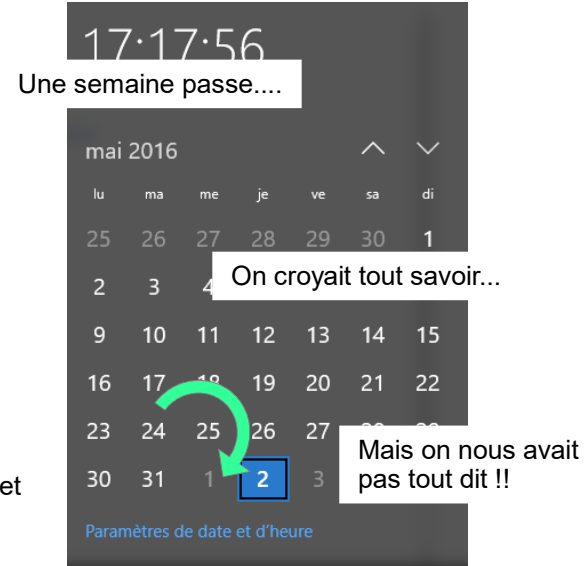 17:17:56
Une semaine passe....
mai 2016
lu ma me je ve sa di
25 26 27 28 29 30 1
On croyait tout savoir...
2 3 4
9 10 11 12 13 14 15
16 17 18 19 20 21 22
23 24 25 26 27 28 29
Mais on nous avait
pas tout dit !!
et
30 31 1 2 3
Paramètres de date et d'heure